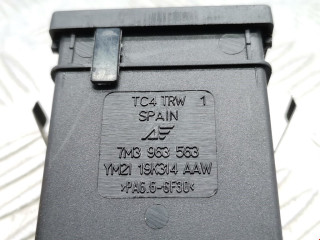 TC4 TRW 1
SPAIN
7M3 963 563
YM21 19K314 AAW
>PA6.6-GF30<